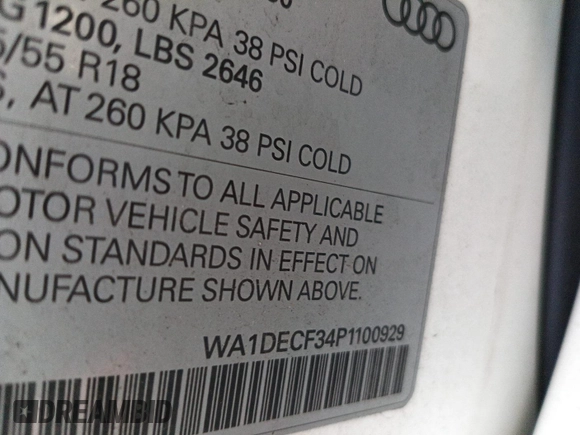 260 KPA 38 PSI COLD
G 1200, LBS 2646
/55 R18
, AT 260 KPA 38 PSI COLD
ONFORMS TO ALL APPLICABLE
OTOR VEHICLE SAFETY AND
ON STANDARDS IN EFFECT ON
NUFACTURE SHOWN ABOVE.
WA1DECF34P1100929
DREAMBID